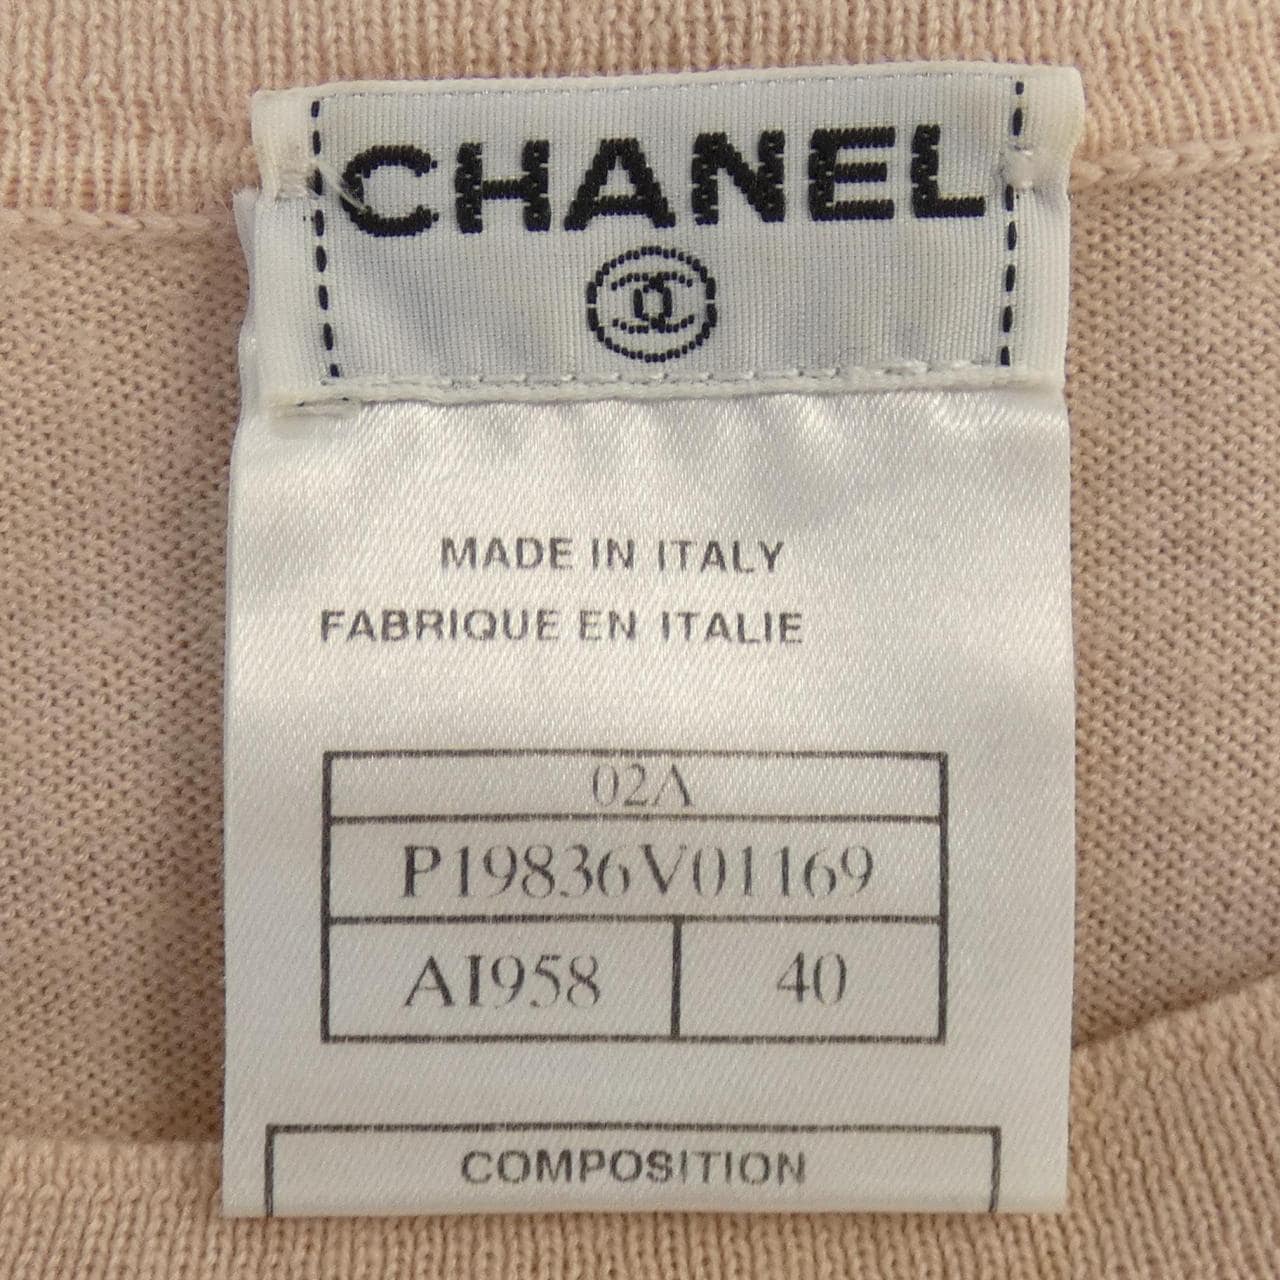 CHANEL
MADE IN ITALY
FABRIQUE EN ITALIE
02A
P19836V01169
AI958 40
COMPOSITION